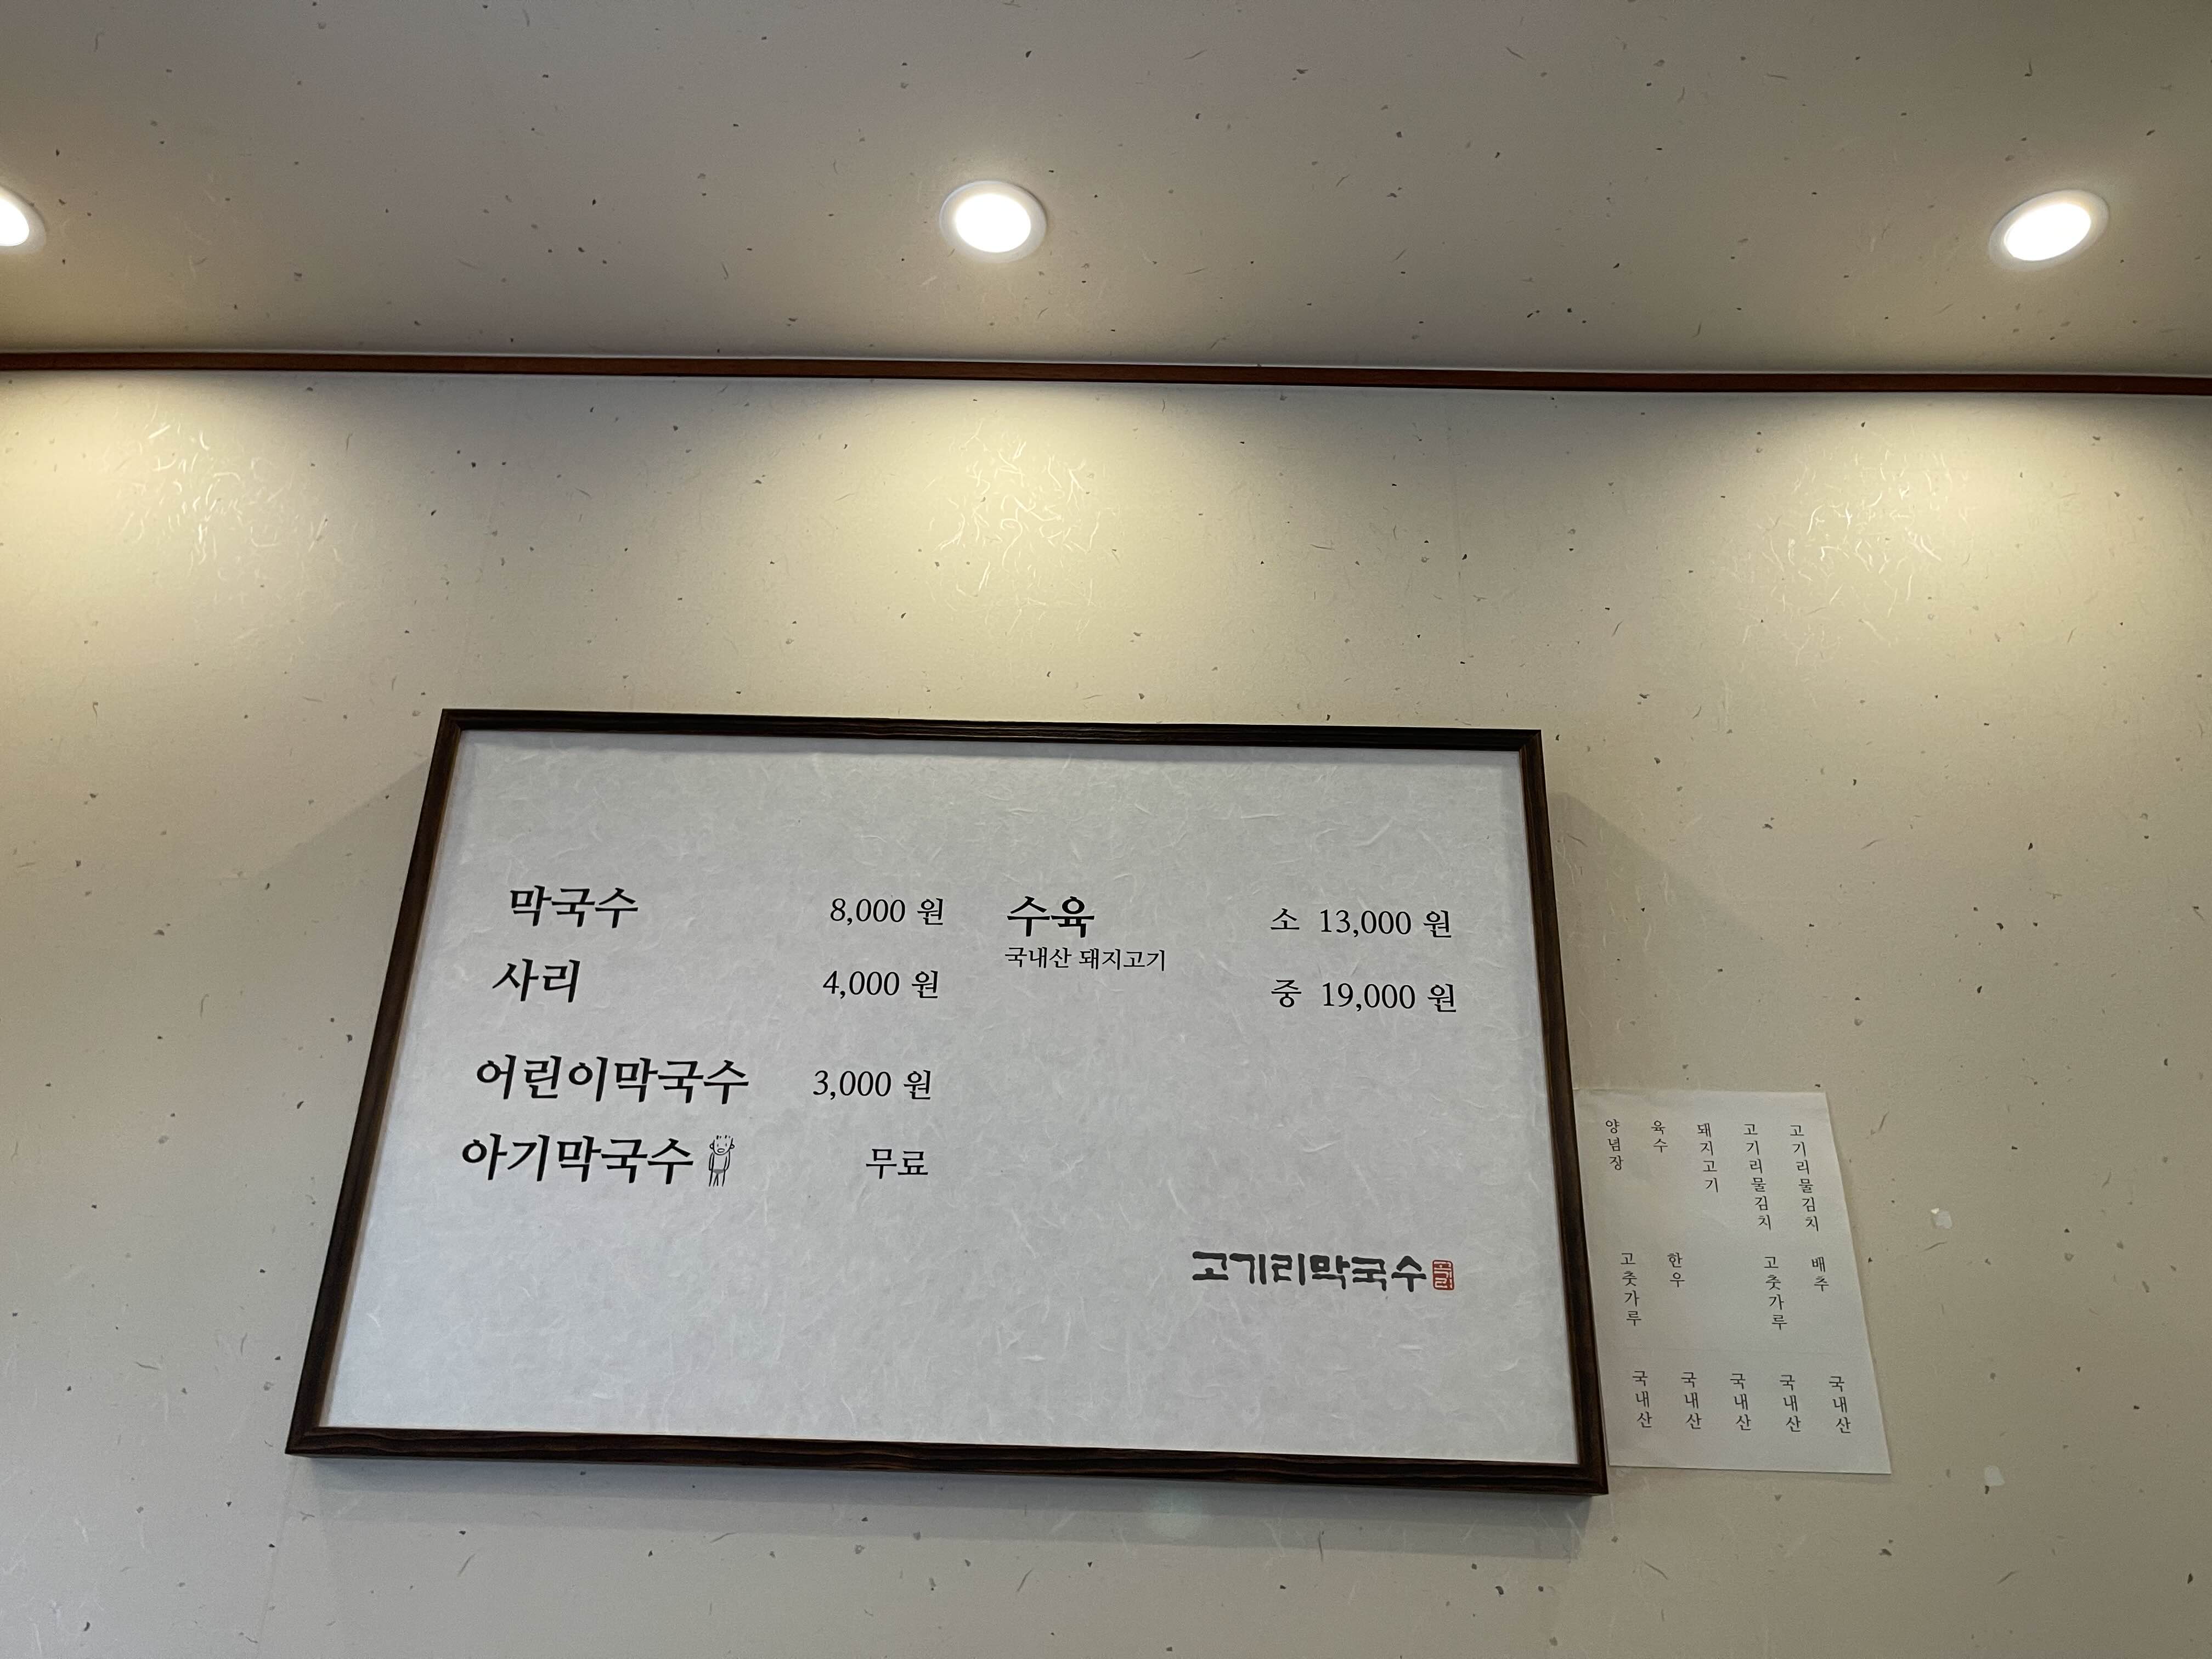 막국수 8,000 원
사리 4,000 원
어린이막국수 3,000 원
아기막국수 무료
수육 소 13,000 원
국내산 돼지고기
중 19,000 원
고기리막국수
고기리물김치 배추 국내산
고기리물김치 고춧가루 국내산
돼지고기 국내산
육수 한우 국내산
양념장 고춧가루 국내산